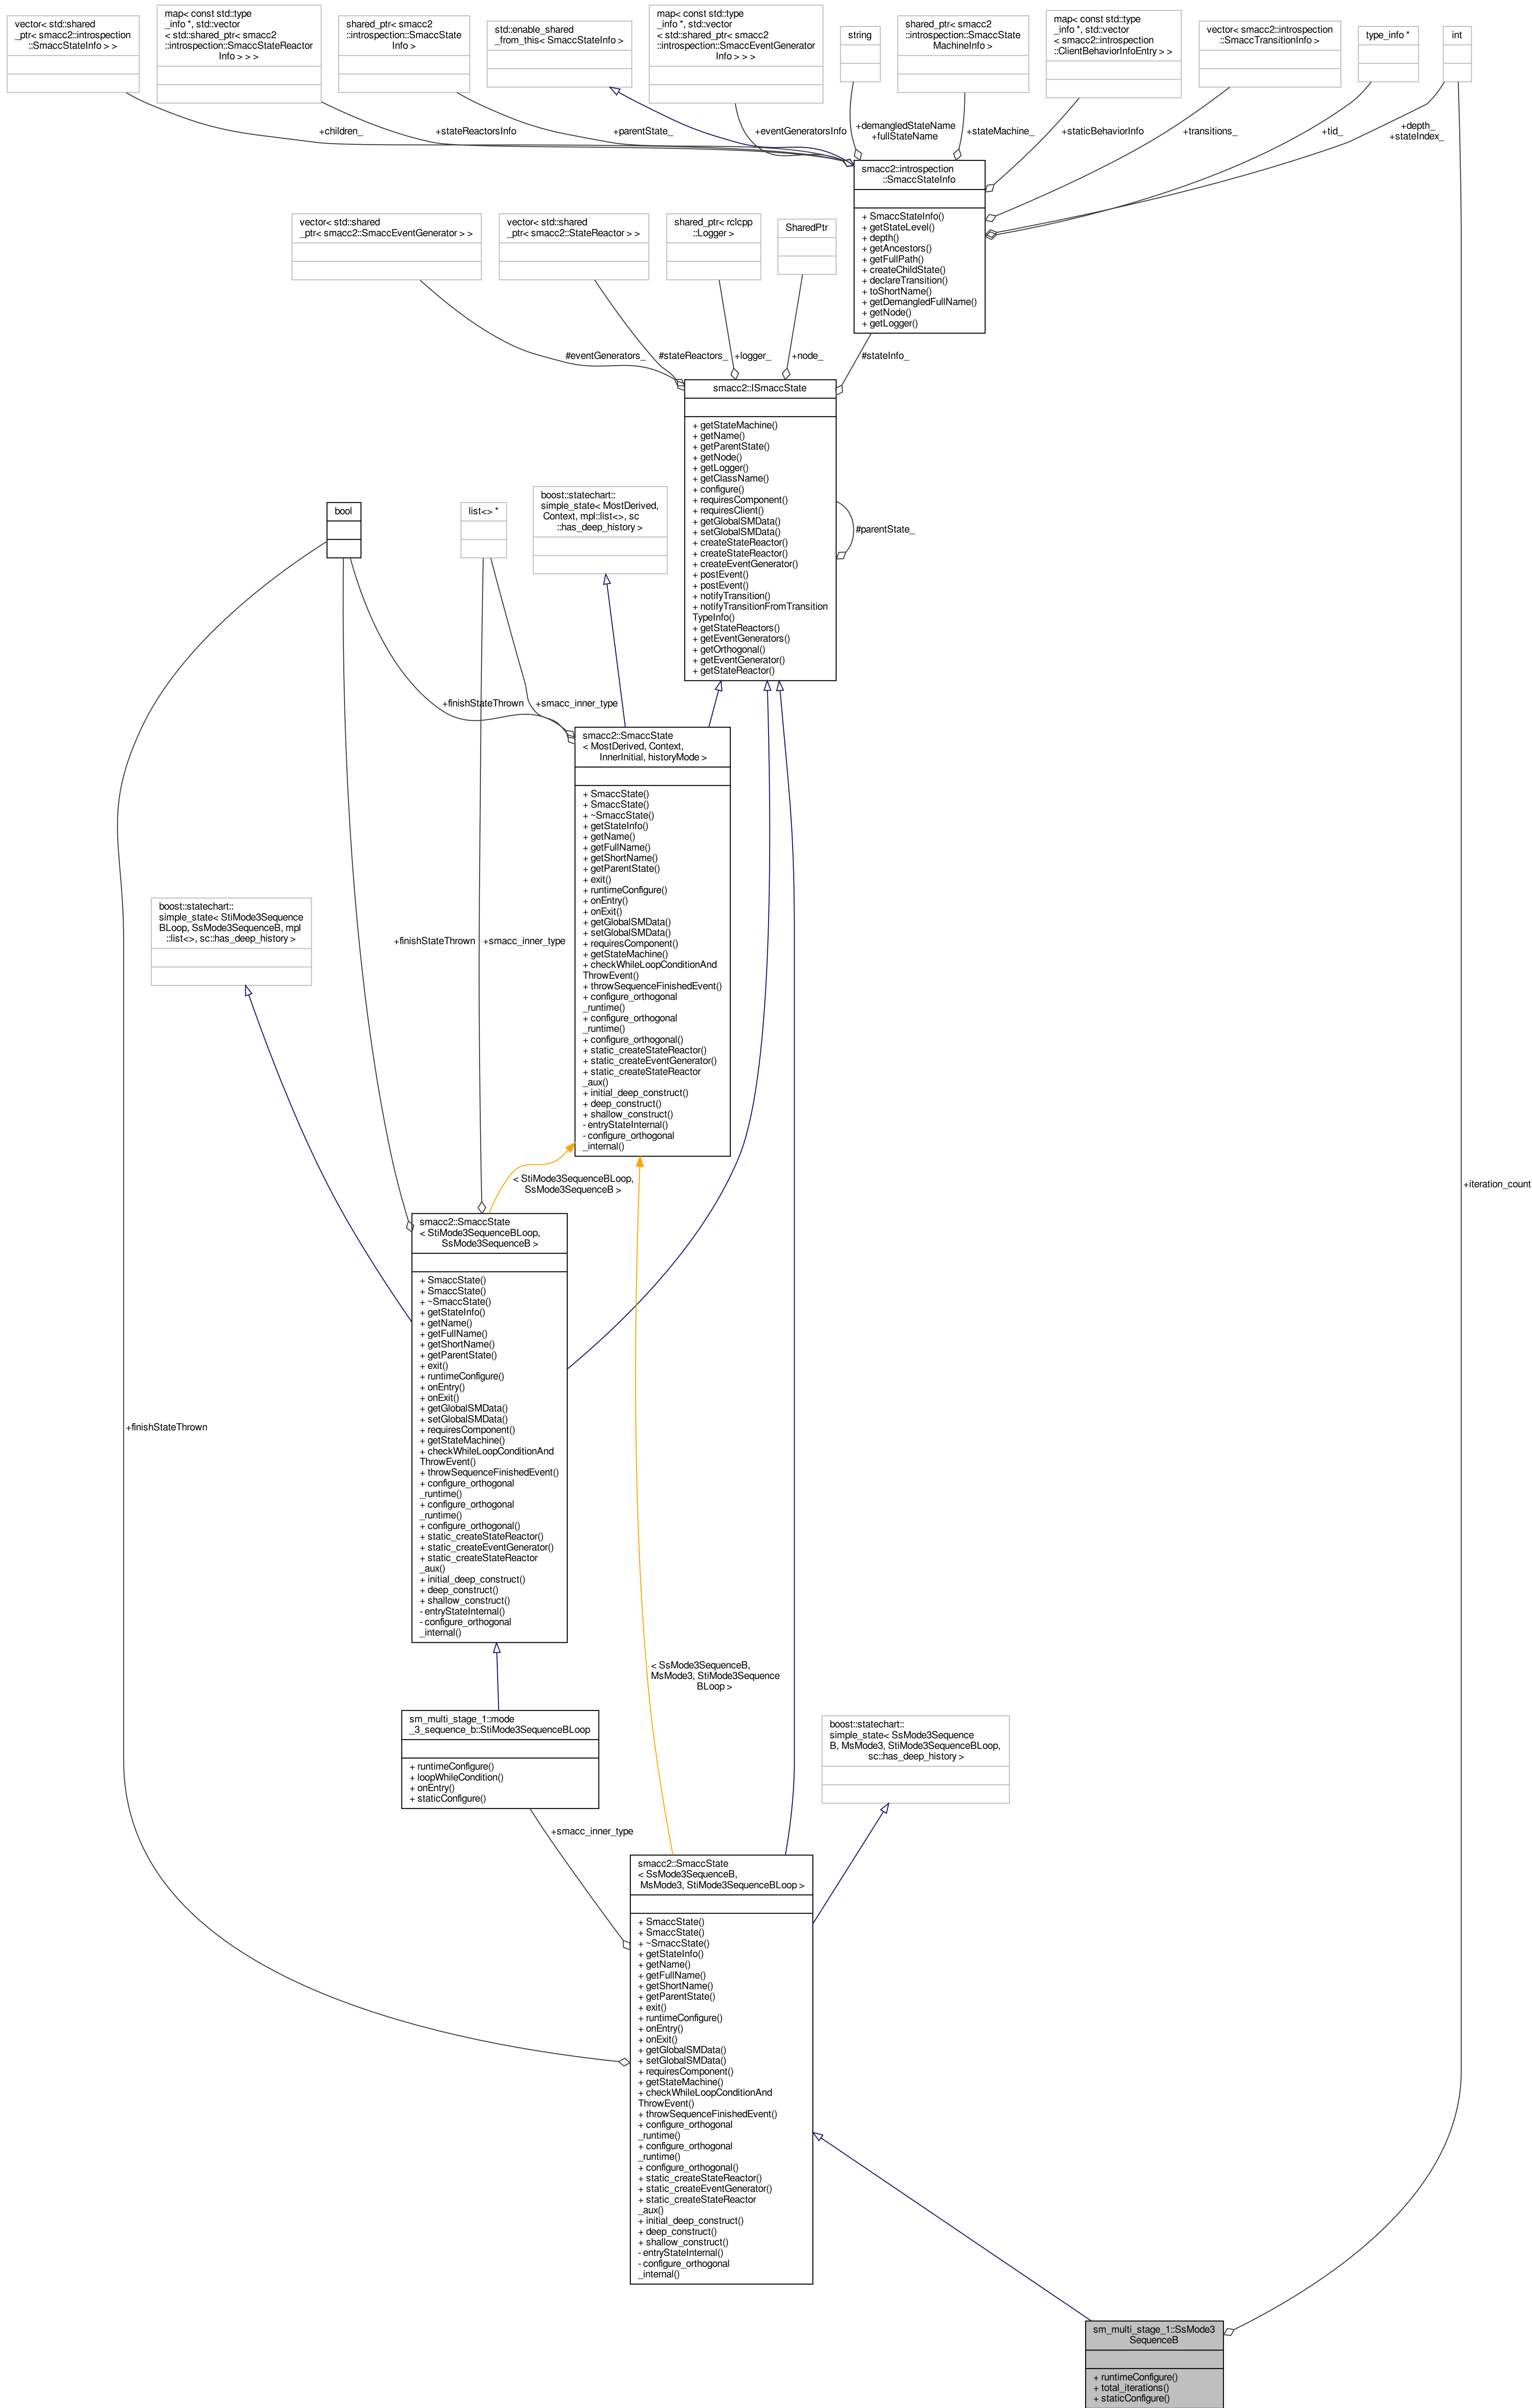 vector< std::shared
_ptr< smacc2::introspection
::SmaccStateInfo > >
map< const std::type
_info *, std::vector
< std::shared_ptr< smacc2
::introspection::SmaccStateReactor
Info > > >
shared_ptr< smacc2
::introspection::SmaccState
Info >
std::enable_shared
_from_this< SmaccStateInfo >
map< const std::type
_info *, std::vector
< std::shared_ptr< smacc2
::introspection::SmaccEventGenerator
Info > > >
string
shared_ptr< smacc2
::introspection::SmaccState
MachineInfo >
map< const std::type
_info *, std::vector
< smacc2::introspection
::ClientBehaviorInfoEntry > >
vector< smacc2::introspection
::SmaccTransitionInfo >
type_info *
int
+children_
+stateReactorsInfo
+parentState_
+eventGeneratorsInfo
+demangledStateName
+fullStateName
+stateMachine_
+staticBehaviorInfo
+transitions_
+tid_
+depth_
+stateIndex_
smacc2::introspection
::SmaccStateInfo
+ SmaccStateInfo()
+ getStateLevel()
+ depth()
+ getAncestors()
+ getFullPath()
+ createChildState()
+ declareTransition()
+ toShortName()
+ getDemangledFullName()
+ getNode()
+ getLogger()
vector< std::shared
_ptr< smacc2::SmaccEventGenerator > >
vector< std::shared
_ptr< smacc2::StateReactor > >
shared_ptr< rclcpp
::Logger >
SharedPtr
#eventGenerators_
#stateReactors_
+logger_
+node_
#stateInfo_
smacc2::ISmaccState
+ getStateMachine()
+ getName()
+ getParentState()
+ getNode()
+ getLogger()
+ getClassName()
+ configure()
+ requiresComponent()
+ requiresClient()
+ getGlobalSMData()
+ setGlobalSMData()
+ createStateReactor()
+ createStateReactor()
+ createEventGenerator()
+ postEvent()
+ postEvent()
+ notifyTransition()
+ notifyTransitionFromTransition
TypeInfo()
+ getStateReactors()
+ getEventGenerators()
+ getOrthogonal()
+ getEventGenerator()
+ getStateReactor()
#parentState_
bool
list<> *
boost::statechart::
simple_state< MostDerived,
Context, mpl::list<>, sc
::has_deep_history >
+finishStateThrown
+smacc_inner_type
smacc2::SmaccState
< MostDerived, Context,
InnerInitial, historyMode >
+ SmaccState()
+ SmaccState()
+ ~SmaccState()
+ getStateInfo()
+ getName()
+ getFullName()
+ getShortName()
+ getParentState()
+ exit()
+ runtimeConfigure()
+ onEntry()
+ onExit()
+ getGlobalSMData()
+ setGlobalSMData()
+ requiresComponent()
+ getStateMachine()
+ checkWhileLoopConditionAnd
ThrowEvent()
+ throwSequenceFinishedEvent()
+ configure_orthogonal
_runtime()
+ configure_orthogonal
_runtime()
+ configure_orthogonal()
+ static_createStateReactor()
+ static_createEventGenerator()
+ static_createStateReactor
_aux()
+ initial_deep_construct()
+ deep_construct()
+ shallow_construct()
- entryStateInternal()
- configure_orthogonal
_internal()
boost::statechart::
simple_state< StiMode3Sequence
BLoop, SsMode3SequenceB, mpl
::list<>, sc::has_deep_history >
+finishStateThrown
+smacc_inner_type
< StiMode3SequenceBLoop,
SsMode3SequenceB >
+iteration_count
smacc2::SmaccState
< StiMode3SequenceBLoop,
SsMode3SequenceB >
+ SmaccState()
+ SmaccState()
+ ~SmaccState()
+ getStateInfo()
+ getName()
+ getFullName()
+ getShortName()
+ getParentState()
+ exit()
+ runtimeConfigure()
+ onEntry()
+ onExit()
+ getGlobalSMData()
+ setGlobalSMData()
+ requiresComponent()
+ getStateMachine()
+ checkWhileLoopConditionAnd
ThrowEvent()
+ throwSequenceFinishedEvent()
+ configure_orthogonal
_runtime()
+ configure_orthogonal
_runtime()
+ configure_orthogonal()
+ static_createStateReactor()
+ static_createEventGenerator()
+ static_createStateReactor
_aux()
+ initial_deep_construct()
+ deep_construct()
+ shallow_construct()
- entryStateInternal()
- configure_orthogonal
_internal()
+finishStateThrown
< SsMode3SequenceB,
MsMode3, StiMode3Sequence
BLoop >
sm_multi_stage_1::mode
_3_sequence_b::StiMode3SequenceBLoop
+ runtimeConfigure()
+ loopWhileCondition()
+ onEntry()
+ staticConfigure()
boost::statechart::
simple_state< SsMode3Sequence
B, MsMode3, StiMode3SequenceBLoop,
sc::has_deep_history >
+smacc_inner_type
smacc2::SmaccState
< SsMode3SequenceB,
MsMode3, StiMode3SequenceBLoop >
+ SmaccState()
+ SmaccState()
+ ~SmaccState()
+ getStateInfo()
+ getName()
+ getFullName()
+ getShortName()
+ getParentState()
+ exit()
+ runtimeConfigure()
+ onEntry()
+ onExit()
+ getGlobalSMData()
+ setGlobalSMData()
+ requiresComponent()
+ getStateMachine()
+ checkWhileLoopConditionAnd
ThrowEvent()
+ throwSequenceFinishedEvent()
+ configure_orthogonal
_runtime()
+ configure_orthogonal
_runtime()
+ configure_orthogonal()
+ static_createStateReactor()
+ static_createEventGenerator()
+ static_createStateReactor
_aux()
+ initial_deep_construct()
+ deep_construct()
+ shallow_construct()
- entryStateInternal()
- configure_orthogonal
_internal()
sm_multi_stage_1::SsMode3
SequenceB
+ runtimeConfigure()
+ total_iterations()
+ staticConfigure()